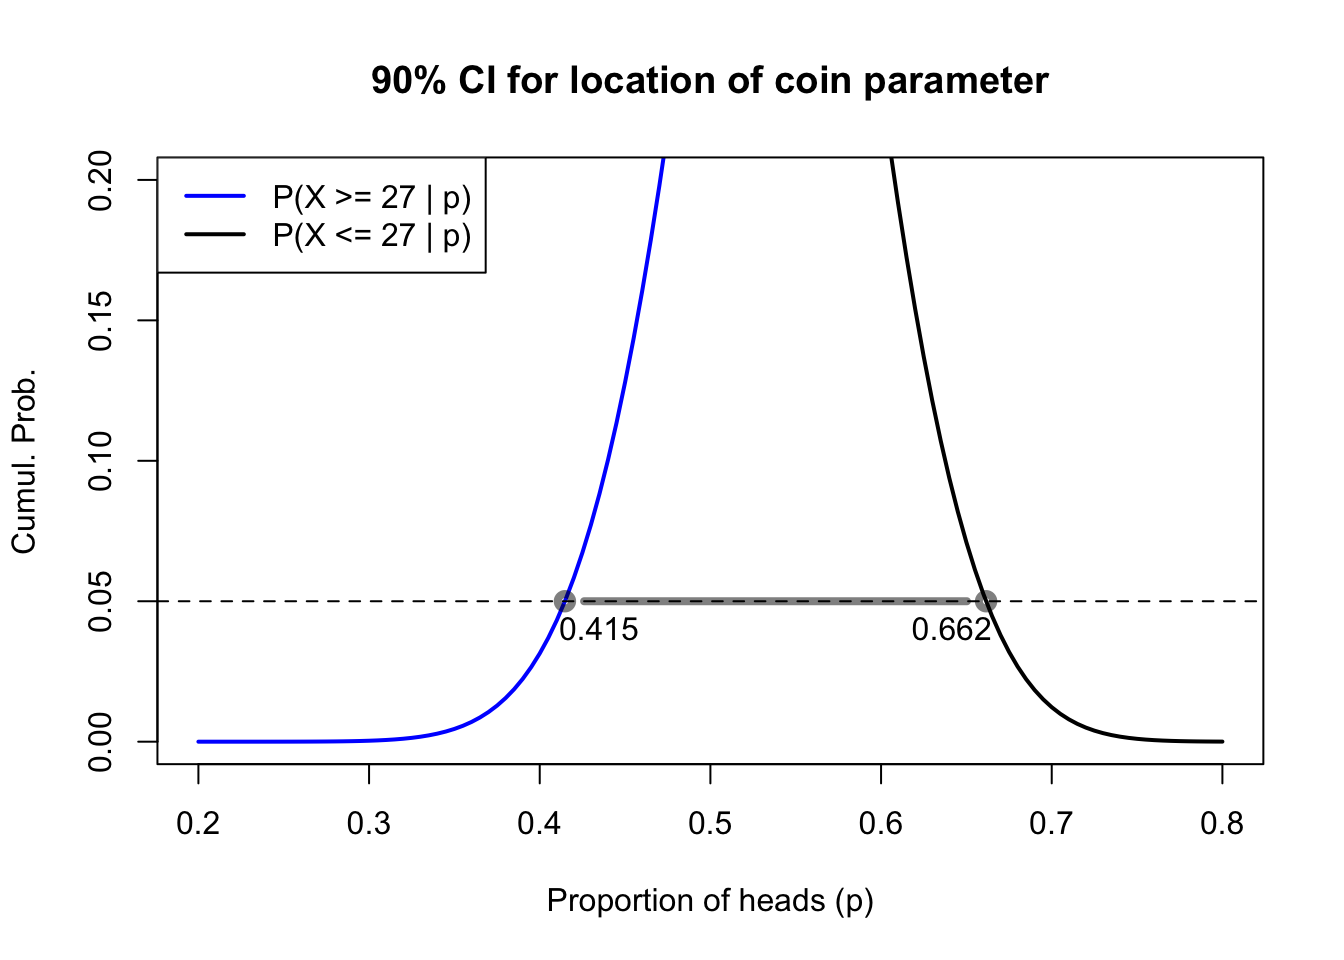 90% CI for location of coin parameter
P(X >= 27 | p)
P(X <= 27 | p)
Cumul. Prob.
0.20
0.15
0.10
0.05
0.00
0.415
0.662
0.2 0.3 0.4 0.5 0.6 0.7 0.8
Proportion of heads (p)